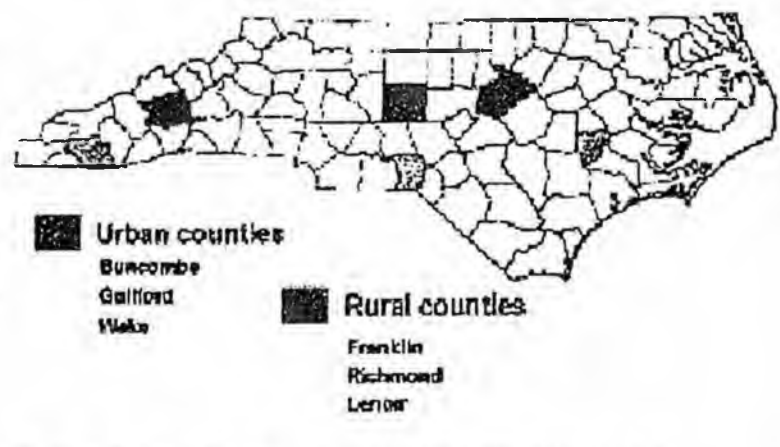 Urban counties
Buncombe
Guilford
Wake
Rural counties
Franklin
Richmond
Lenoir